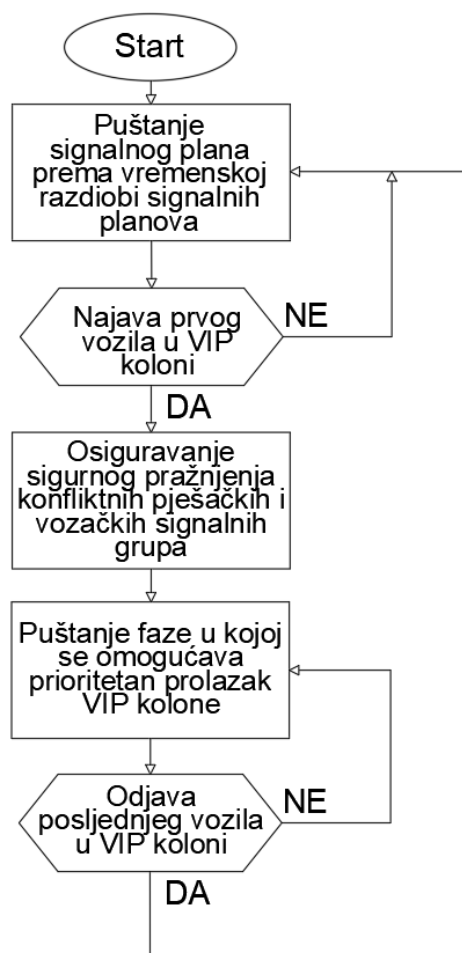 Start
Puštanje
signalnog plana
prema vremenskoj
razdiobi signalnih
planova
Najava prvog
vozila u VIP
koloni
NE
DA
Osiguravanje
sigurnog pražnjenja
konfliktnih pješačkih i
vozačkih signalnih
grupa
Puštanje faze u kojoj
se omogućava
prioritetan prolazak
VIP kolone
Odjava
posljednjeg vozila
u VIP koloni
NE
DA